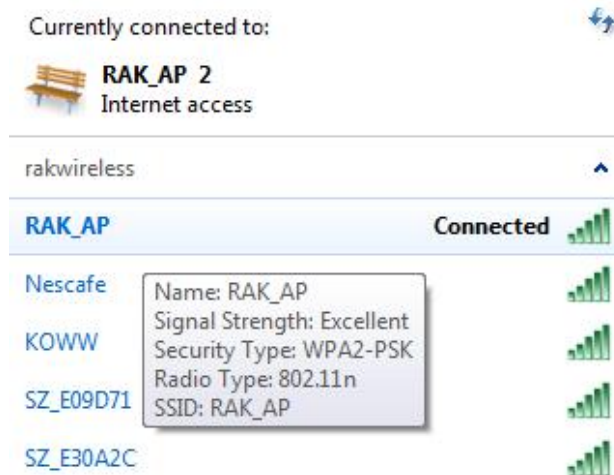 Currently connected to:
RAK_AP 2
Internet access
rakwireless
RAK_AP Connected
Nescafe
Name: RAK_AP
Signal Strength: Excellent
KOWW
Security Type: WPA2-PSK
Radio Type: 802.11n
SZ_E09D71
SSID: RAK_AP
SZ_E30A2C